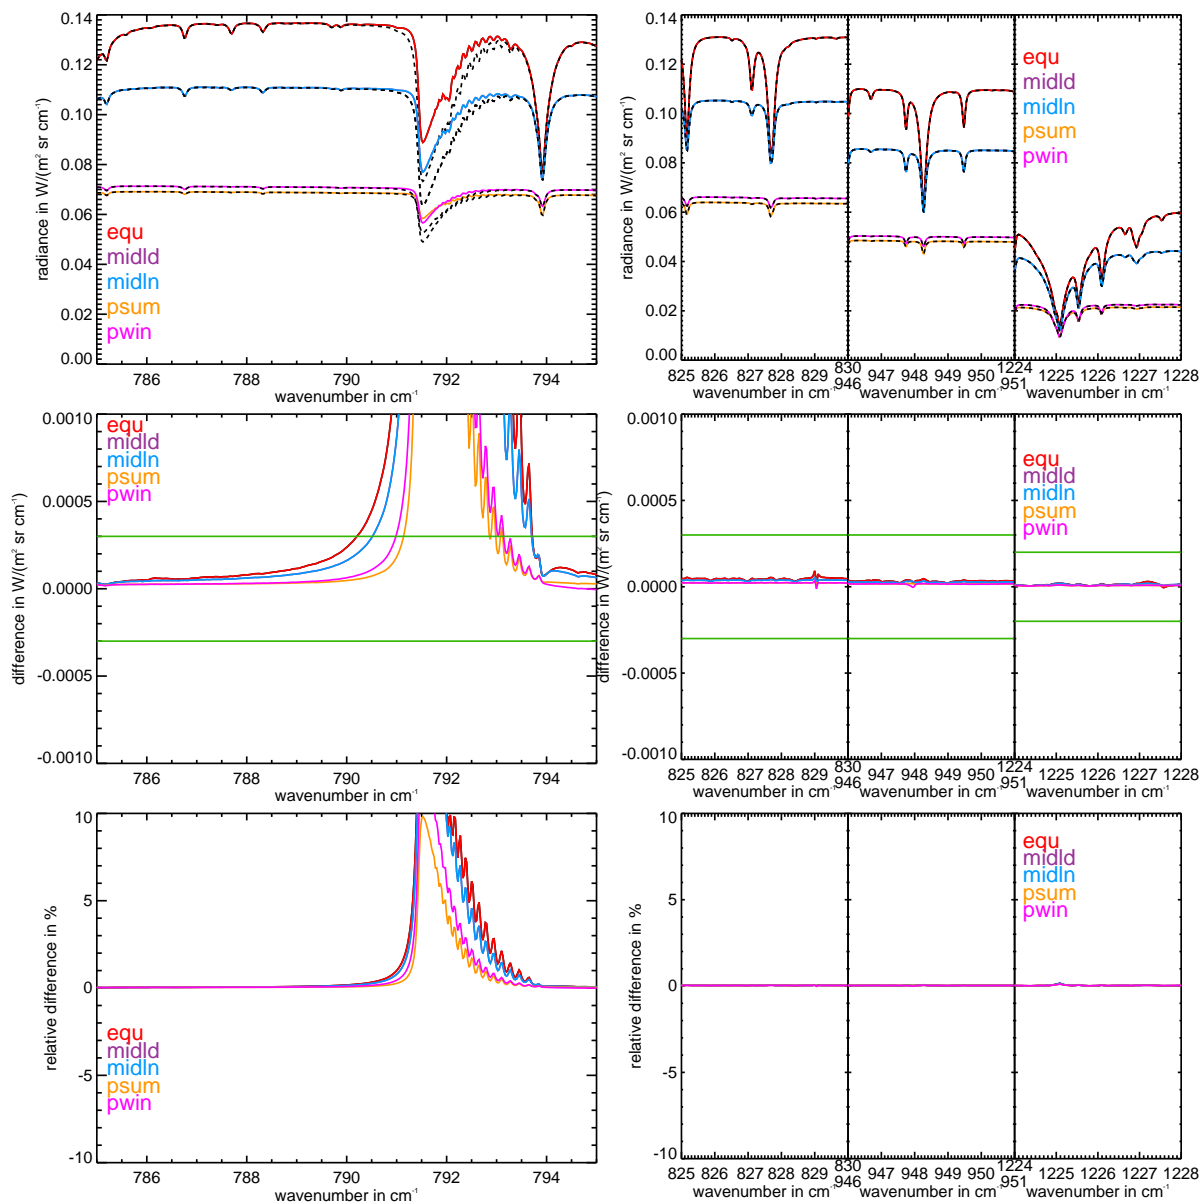 radiance in W/(m² sr cm⁻¹)
0.14
0.12
0.10
0.08
0.06
0.04
0.02
0.00
equ
midld
midln
psum
pwin
786 788 790 792 794
wavenumber in cm⁻¹
radiance in W/(m² sr cm⁻¹)
0.14
0.12
0.10
0.08
0.06
0.04
0.02
0.00
equ
midld
midln
psum
pwin
825 826 827 828 829 830
946 947 948 949 950 951
1224 1225 1226 1227 1228
wavenumber in cm⁻¹ wavenumber in cm⁻¹ wavenumber in cm⁻¹
difference in W/(m² sr cm⁻¹)
0.0010
0.0005
0.0000
-0.0005
-0.0010
equ
midld
midln
psum
pwin
786 788 790 792 794
wavenumber in cm⁻¹
difference in W/(m² sr cm⁻¹)
0.0010
0.0005
0.0000
-0.0005
-0.0010
equ
midld
midln
psum
pwin
825 826 827 828 829 830
946 947 948 949 950 951
1224 1225 1226 1227 1228
wavenumber in cm⁻¹ wavenumber in cm⁻¹ wavenumber in cm⁻¹
relative difference in %
10
5
0
-5
-10
equ
midld
midln
psum
pwin
786 788 790 792 794
wavenumber in cm⁻¹
relative difference in %
10
5
0
-5
-10
equ
midld
midln
psum
pwin
825 826 827 828 829 830
946 947 948 949 950 951
1224 1225 1226 1227 1228
wavenumber in cm⁻¹ wavenumber in cm⁻¹ wavenumber in cm⁻¹